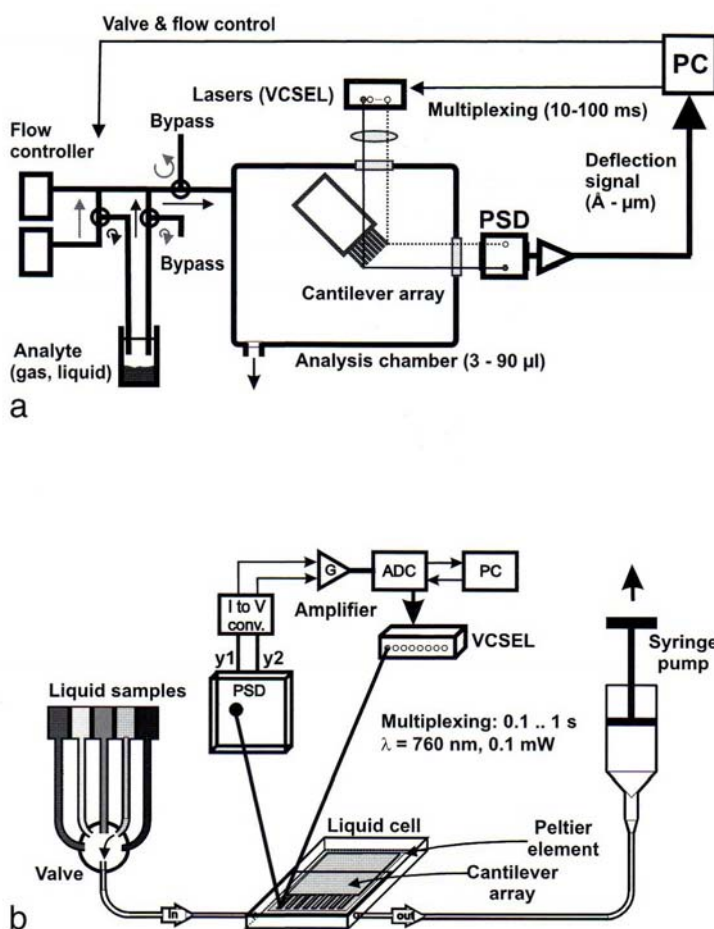 Valve & flow control
PC
Lasers (VCSEL)
Multiplexing (10-100 ms)
Flow
controller
Bypass
Deflection
signal
(Å - µm)
PSD
Bypass
Cantilever array
Analyte
(gas, liquid)
Analysis chamber (3 - 90 µl)
a
G
ADC
PC
I to V
conv.
Amplifier
VCSEL
y1
y2
PSD
Syringe
pump
Liquid samples
Multiplexing: 0.1 .. 1 s
λ = 760 nm, 0.1 mW
Liquid cell
Peltier
element
Valve
Cantilever
array
b
In
out